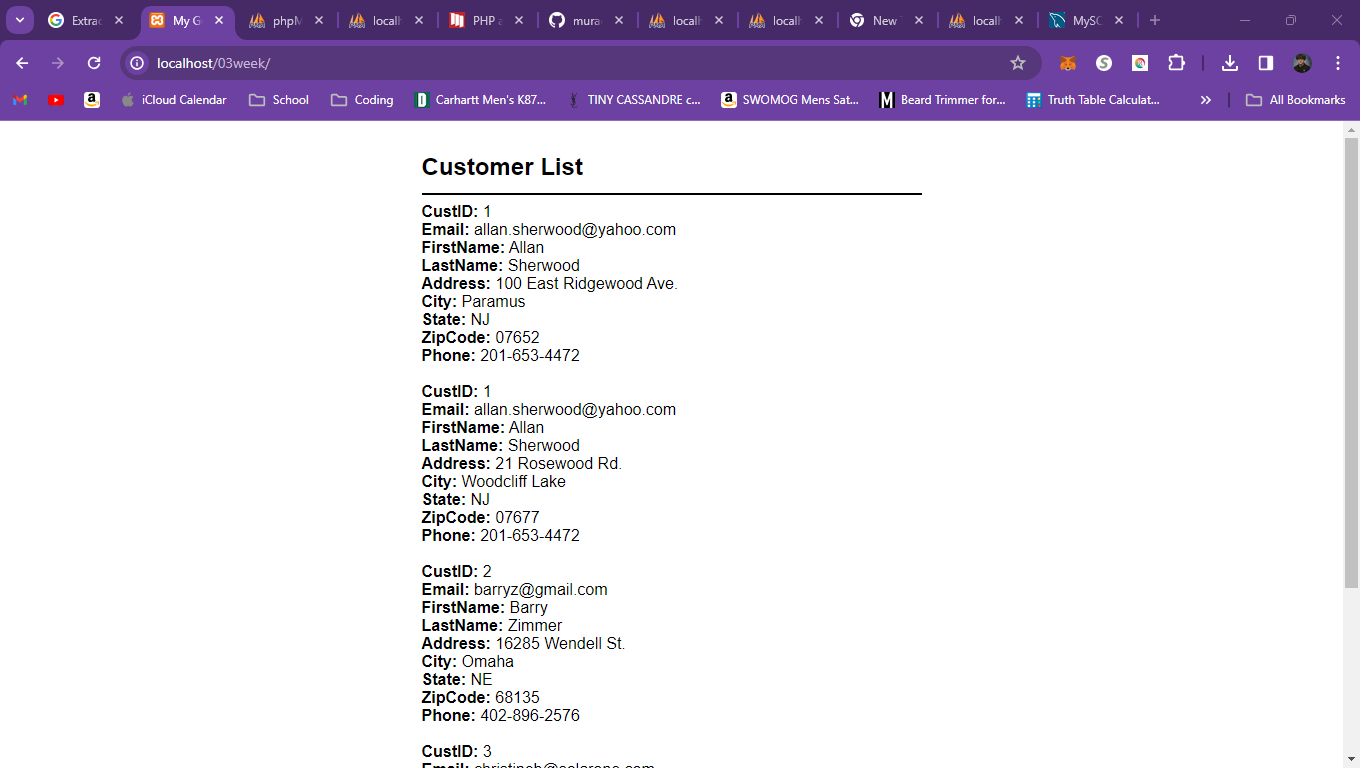 Extrac
My G
phpM
localh
PHP a
mura
localh
localh
New
localh
MySQ
localhost/03week/
iCloud Calendar
School
Coding
Carhartt Men's K87...
TINY CASSANDRE c...
SWOMOG Mens Sat...
Beard Trimmer for...
Truth Table Calculat...
All Bookmarks
Customer List
CustID: 1
Email: allan.sherwood@yahoo.com
FirstName: Allan
LastName: Sherwood
Address: 100 East Ridgewood Ave.
City: Paramus
State: NJ
ZipCode: 07652
Phone: 201-653-4472
CustID: 1
Email: allan.sherwood@yahoo.com
FirstName: Allan
LastName: Sherwood
Address: 21 Rosewood Rd.
City: Woodcliff Lake
State: NJ
ZipCode: 07677
Phone: 201-653-4472
CustID: 2
Email: barryz@gmail.com
FirstName: Barry
LastName: Zimmer
Address: 16285 Wendell St.
City: Omaha
State: NE
ZipCode: 68135
Phone: 402-896-2576
CustID: 3